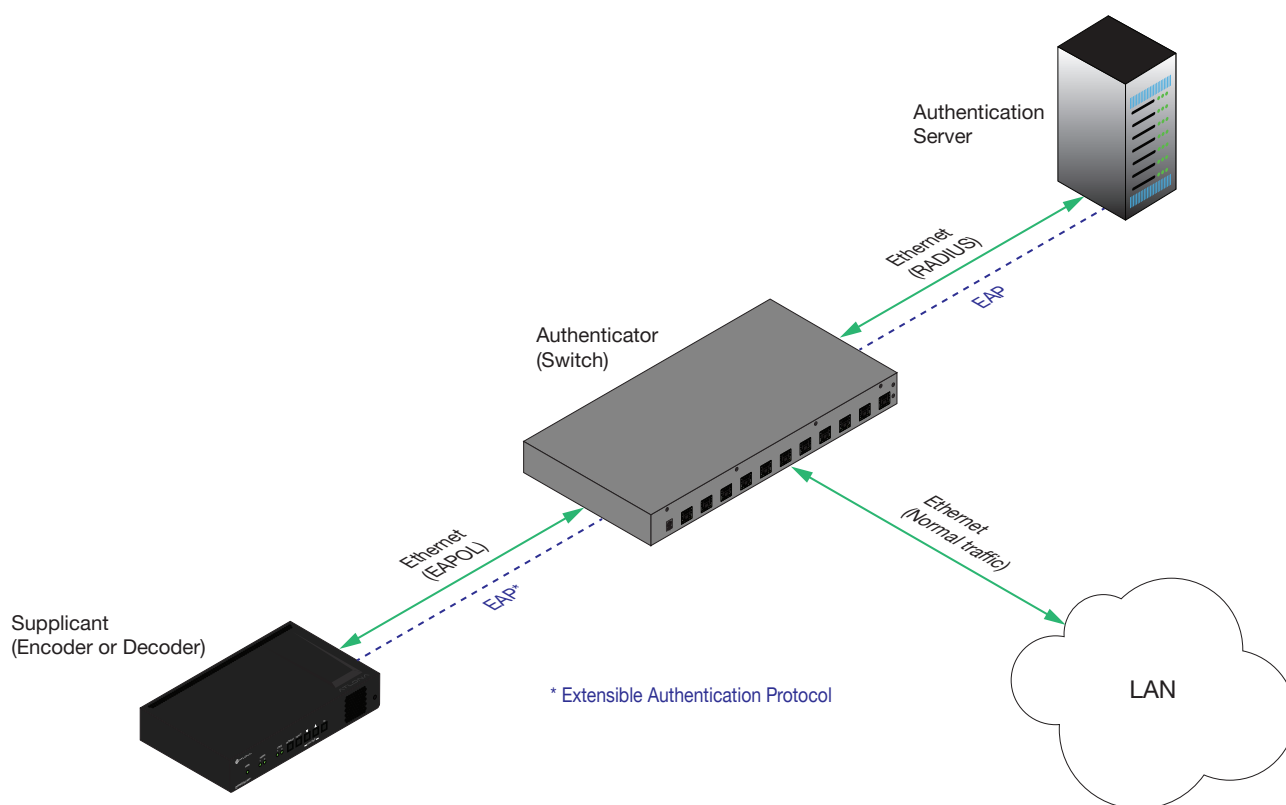 Authentication
Server
Ethernet
(RADIUS)
EAP
Authenticator
(Switch)
Ethernet
(Normal traffic)
Ethernet
(EAPOL)
EAP*
Supplicant
(Encoder or Decoder)
* Extensible Authentication Protocol
LAN